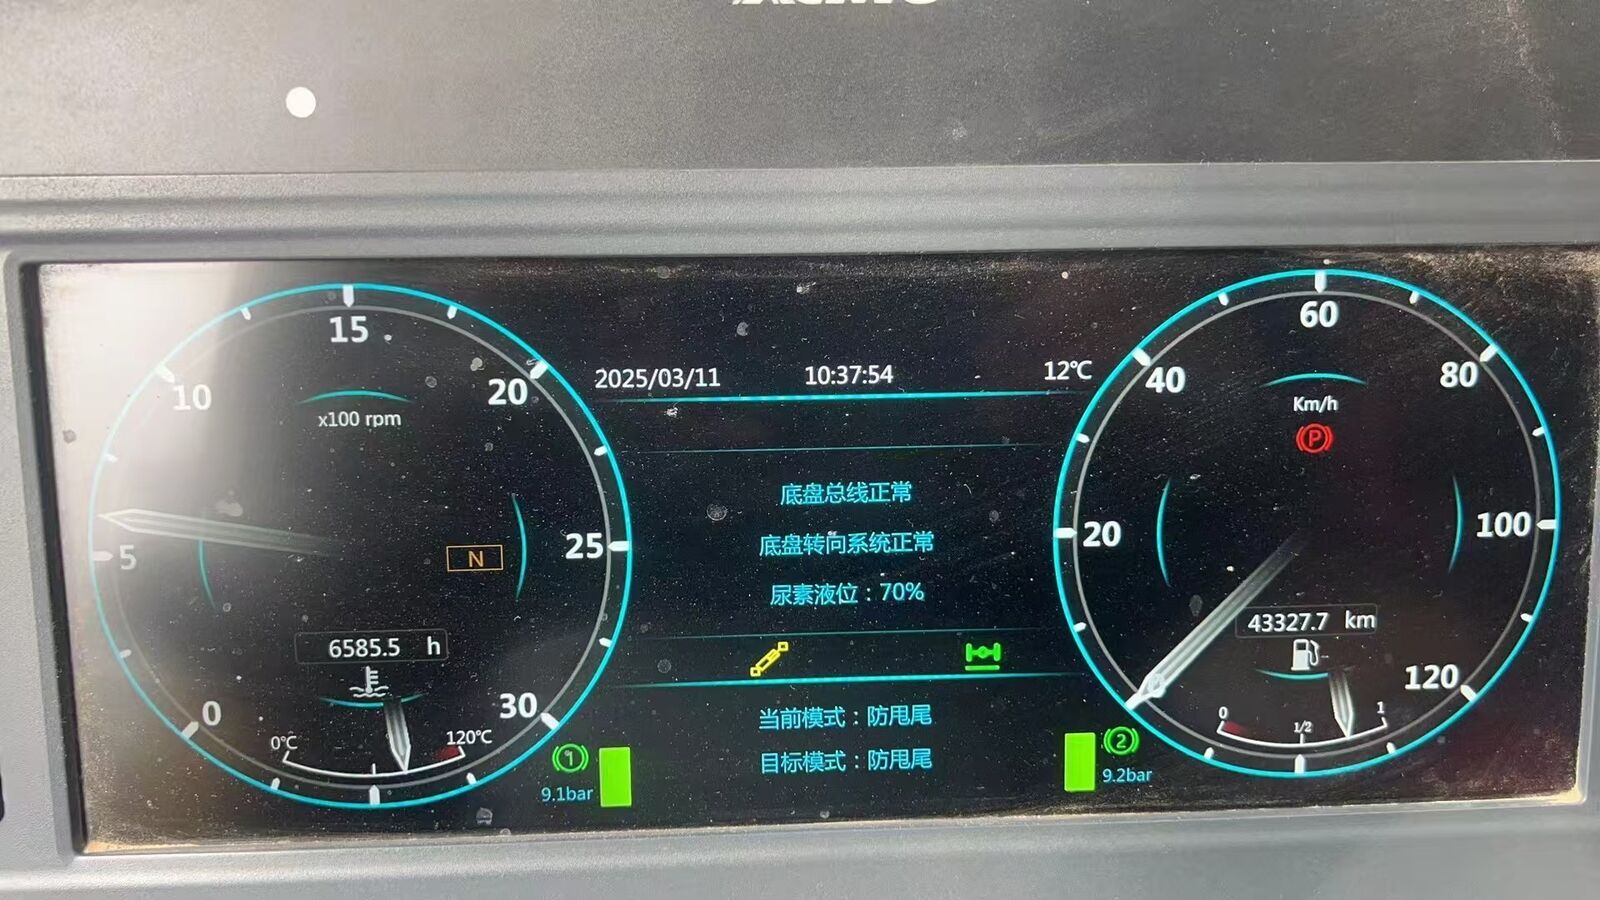 15
10
20
x100 rpm
5
25
N
6585.5 h
0
30
0℃
120℃
2025/03/11
10:37:54
12℃
底盘总线正常
底盘转向系统正常
尿素液位：70%
当前模式：防甩尾
目标模式：防甩尾
1
9.1bar
2
9.2bar
60
40
80
Km/h
P
20
100
43327.7 km
120
0
1/2
1